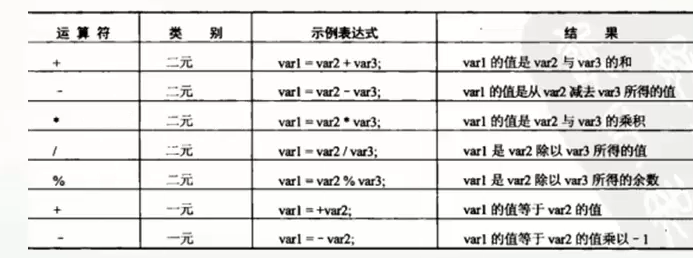 运算符 类别 示例表达式 结果
+ 二元 var1 = var2 + var3; var1 的值是 var2 与 var3 的和
- 二元 var1 = var2 - var3; var1 的值是从 var2 减去 var3 所得的值
* 二元 var1 = var2 * var3; var1 的值是 var2 与 var3 的乘积
/ 二元 var1 = var2 / var3; var1 是 var2 除以 var3 所得的值
% 二元 var1 = var2 % var3; var1 是 var2 除以 var3 所得的余数
+ 一元 var1 = +var2; var1 的值等于 var2 的值
- 一元 var1 = - var2; var1 的值等于 var2 的值乘以 - 1